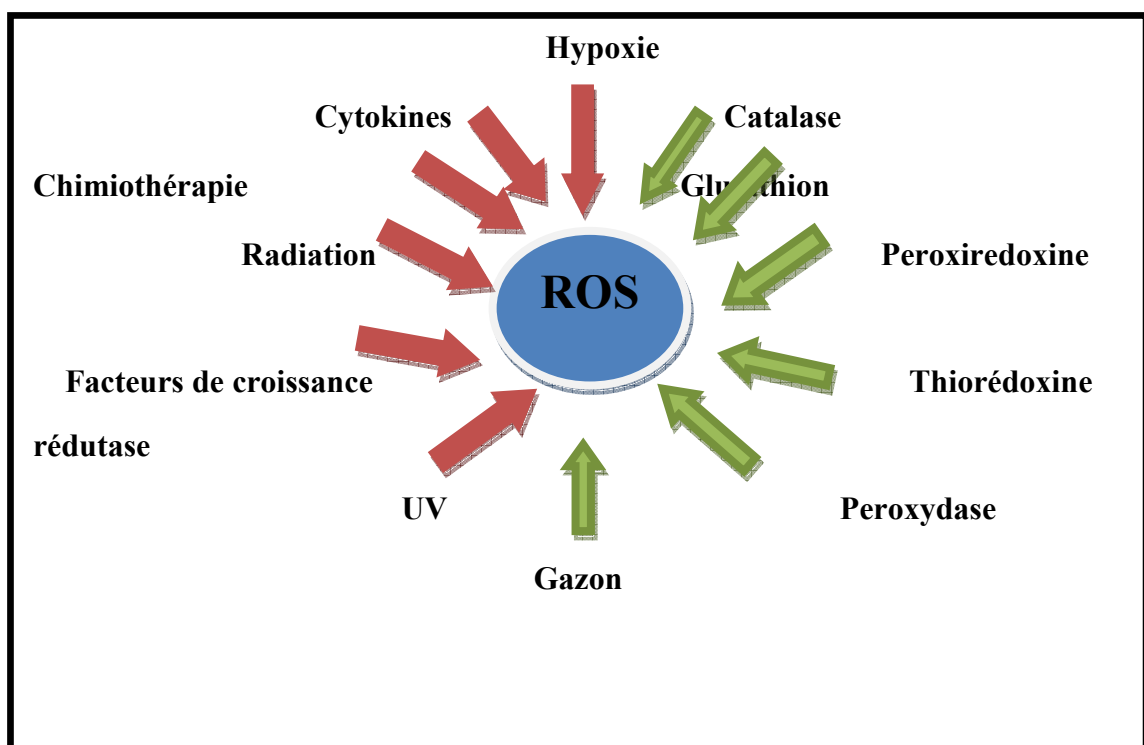 Hypoxie
Cytokines Catalase
Chimiothérapie
Radiation Peroxiredoxine
ROS
Facteurs de croissance Thiorédoxine
rédutase
UV Peroxydase
Gazon